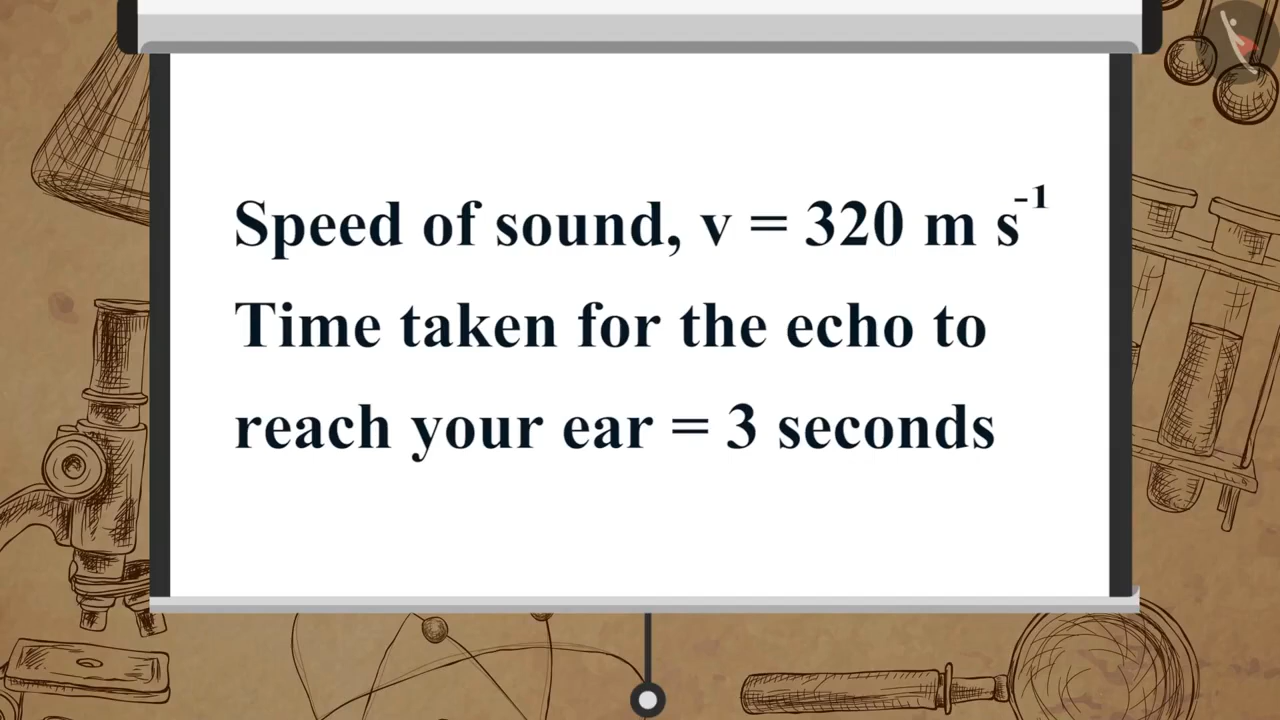 Speed of sound, v = 320 m s⁻¹
Time taken for the echo to
reach your ear = 3 seconds